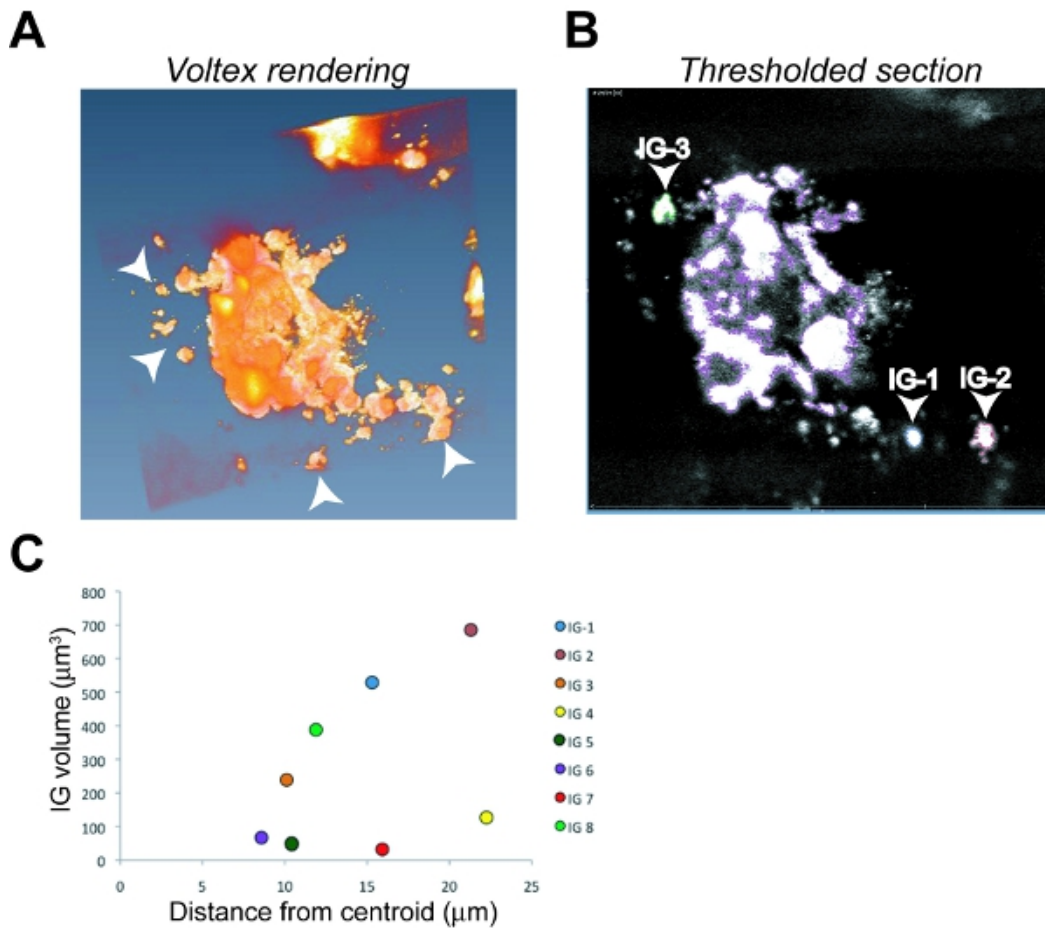 A
B
Voltex rendering
Thresholded section
IG-3
IG-1
IG-2
C
800
700
600
500
400
300
200
100
0
IG volume (μm³)
0
5
10
15
20
25
Distance from centroid (μm)
IG-1
IG 2
IG 3
IG 4
IG 5
IG 6
IG 7
IG 8